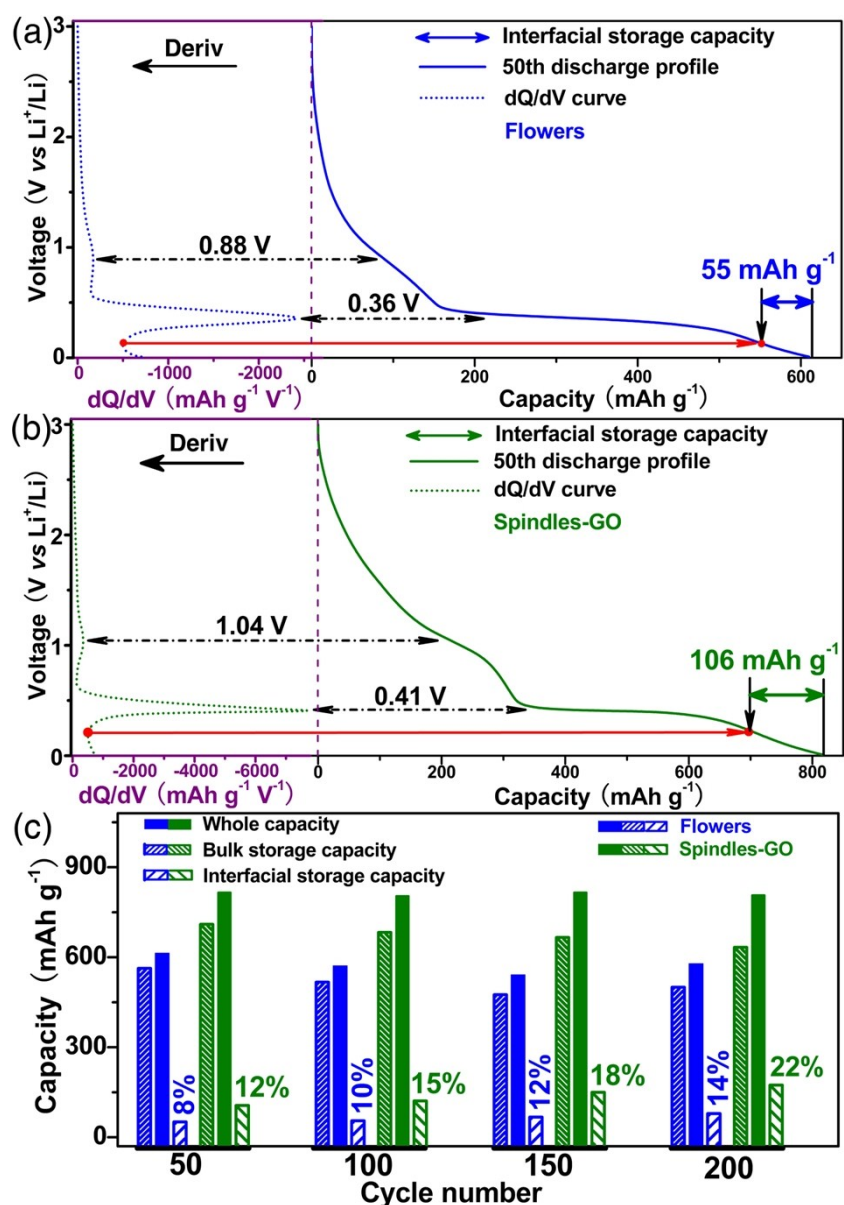 (a)
3
2
1
0
Voltage (V vs Li⁺/Li)
Deriv
Interfacial storage capacity
50th discharge profile
dQ/dV curve
Flowers
0.88 V
0.36 V
55 mAh g⁻¹
0 -1000 -2000 0 200 400 600
dQ/dV (mAh g⁻¹ V⁻¹) Capacity (mAh g⁻¹)
(b)
3
2
1
0
Voltage (V vs Li⁺/Li)
Deriv
Interfacial storage capacity
50th discharge profile
dQ/dV curve
Spindles-GO
1.04 V
0.41 V
106 mAh g⁻¹
0 -2000 -4000 -6000 0 200 400 600 800
dQ/dV (mAh g⁻¹ V⁻¹) Capacity (mAh g⁻¹)
(c)
Whole capacity
Bulk storage capacity
Interfacial storage capacity
Flowers
Spindles-GO
900
600
300
0
Capacity (mAh g⁻¹)
8% 12% 10% 15% 12% 18% 14% 22%
50 100 150 200
Cycle number